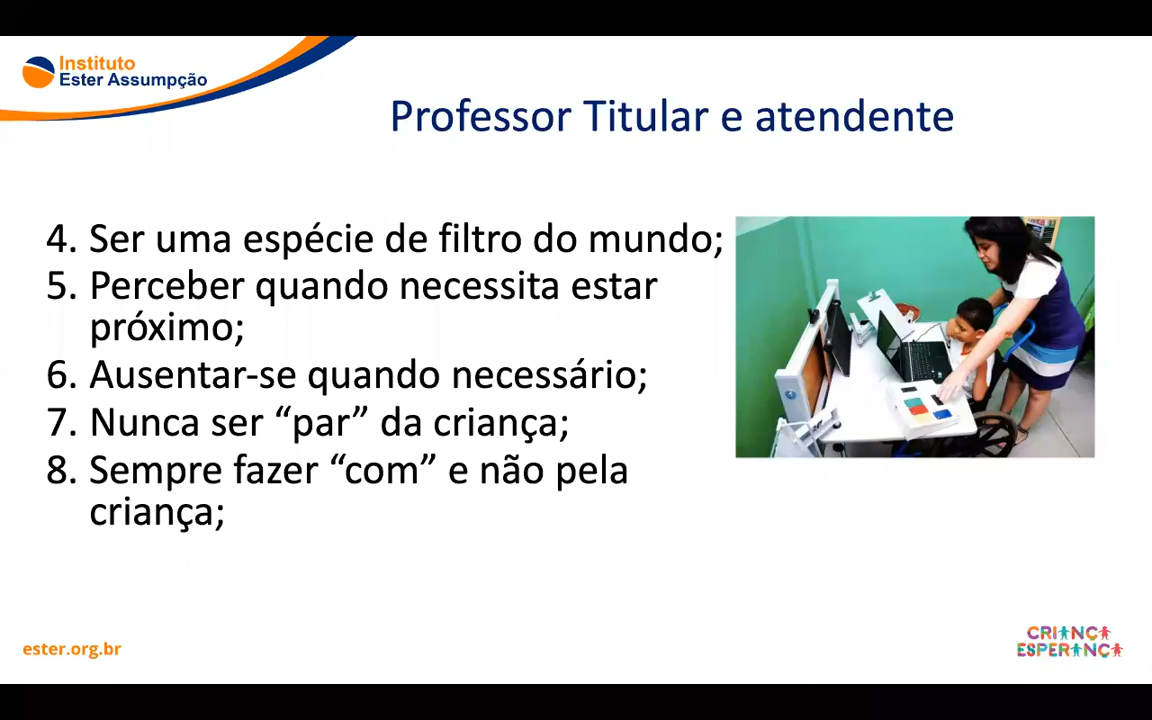 Instituto
Ester Assumpção
Professor Titular e atendente
4. Ser uma espécie de filtro do mundo;
5. Perceber quando necessita estar
próximo;
6. Ausentar-se quando necessário;
7. Nunca ser “par” da criança;
8. Sempre fazer “com” e não pela
criança;
ester.org.br
CRIANÇA
ESPERANÇA